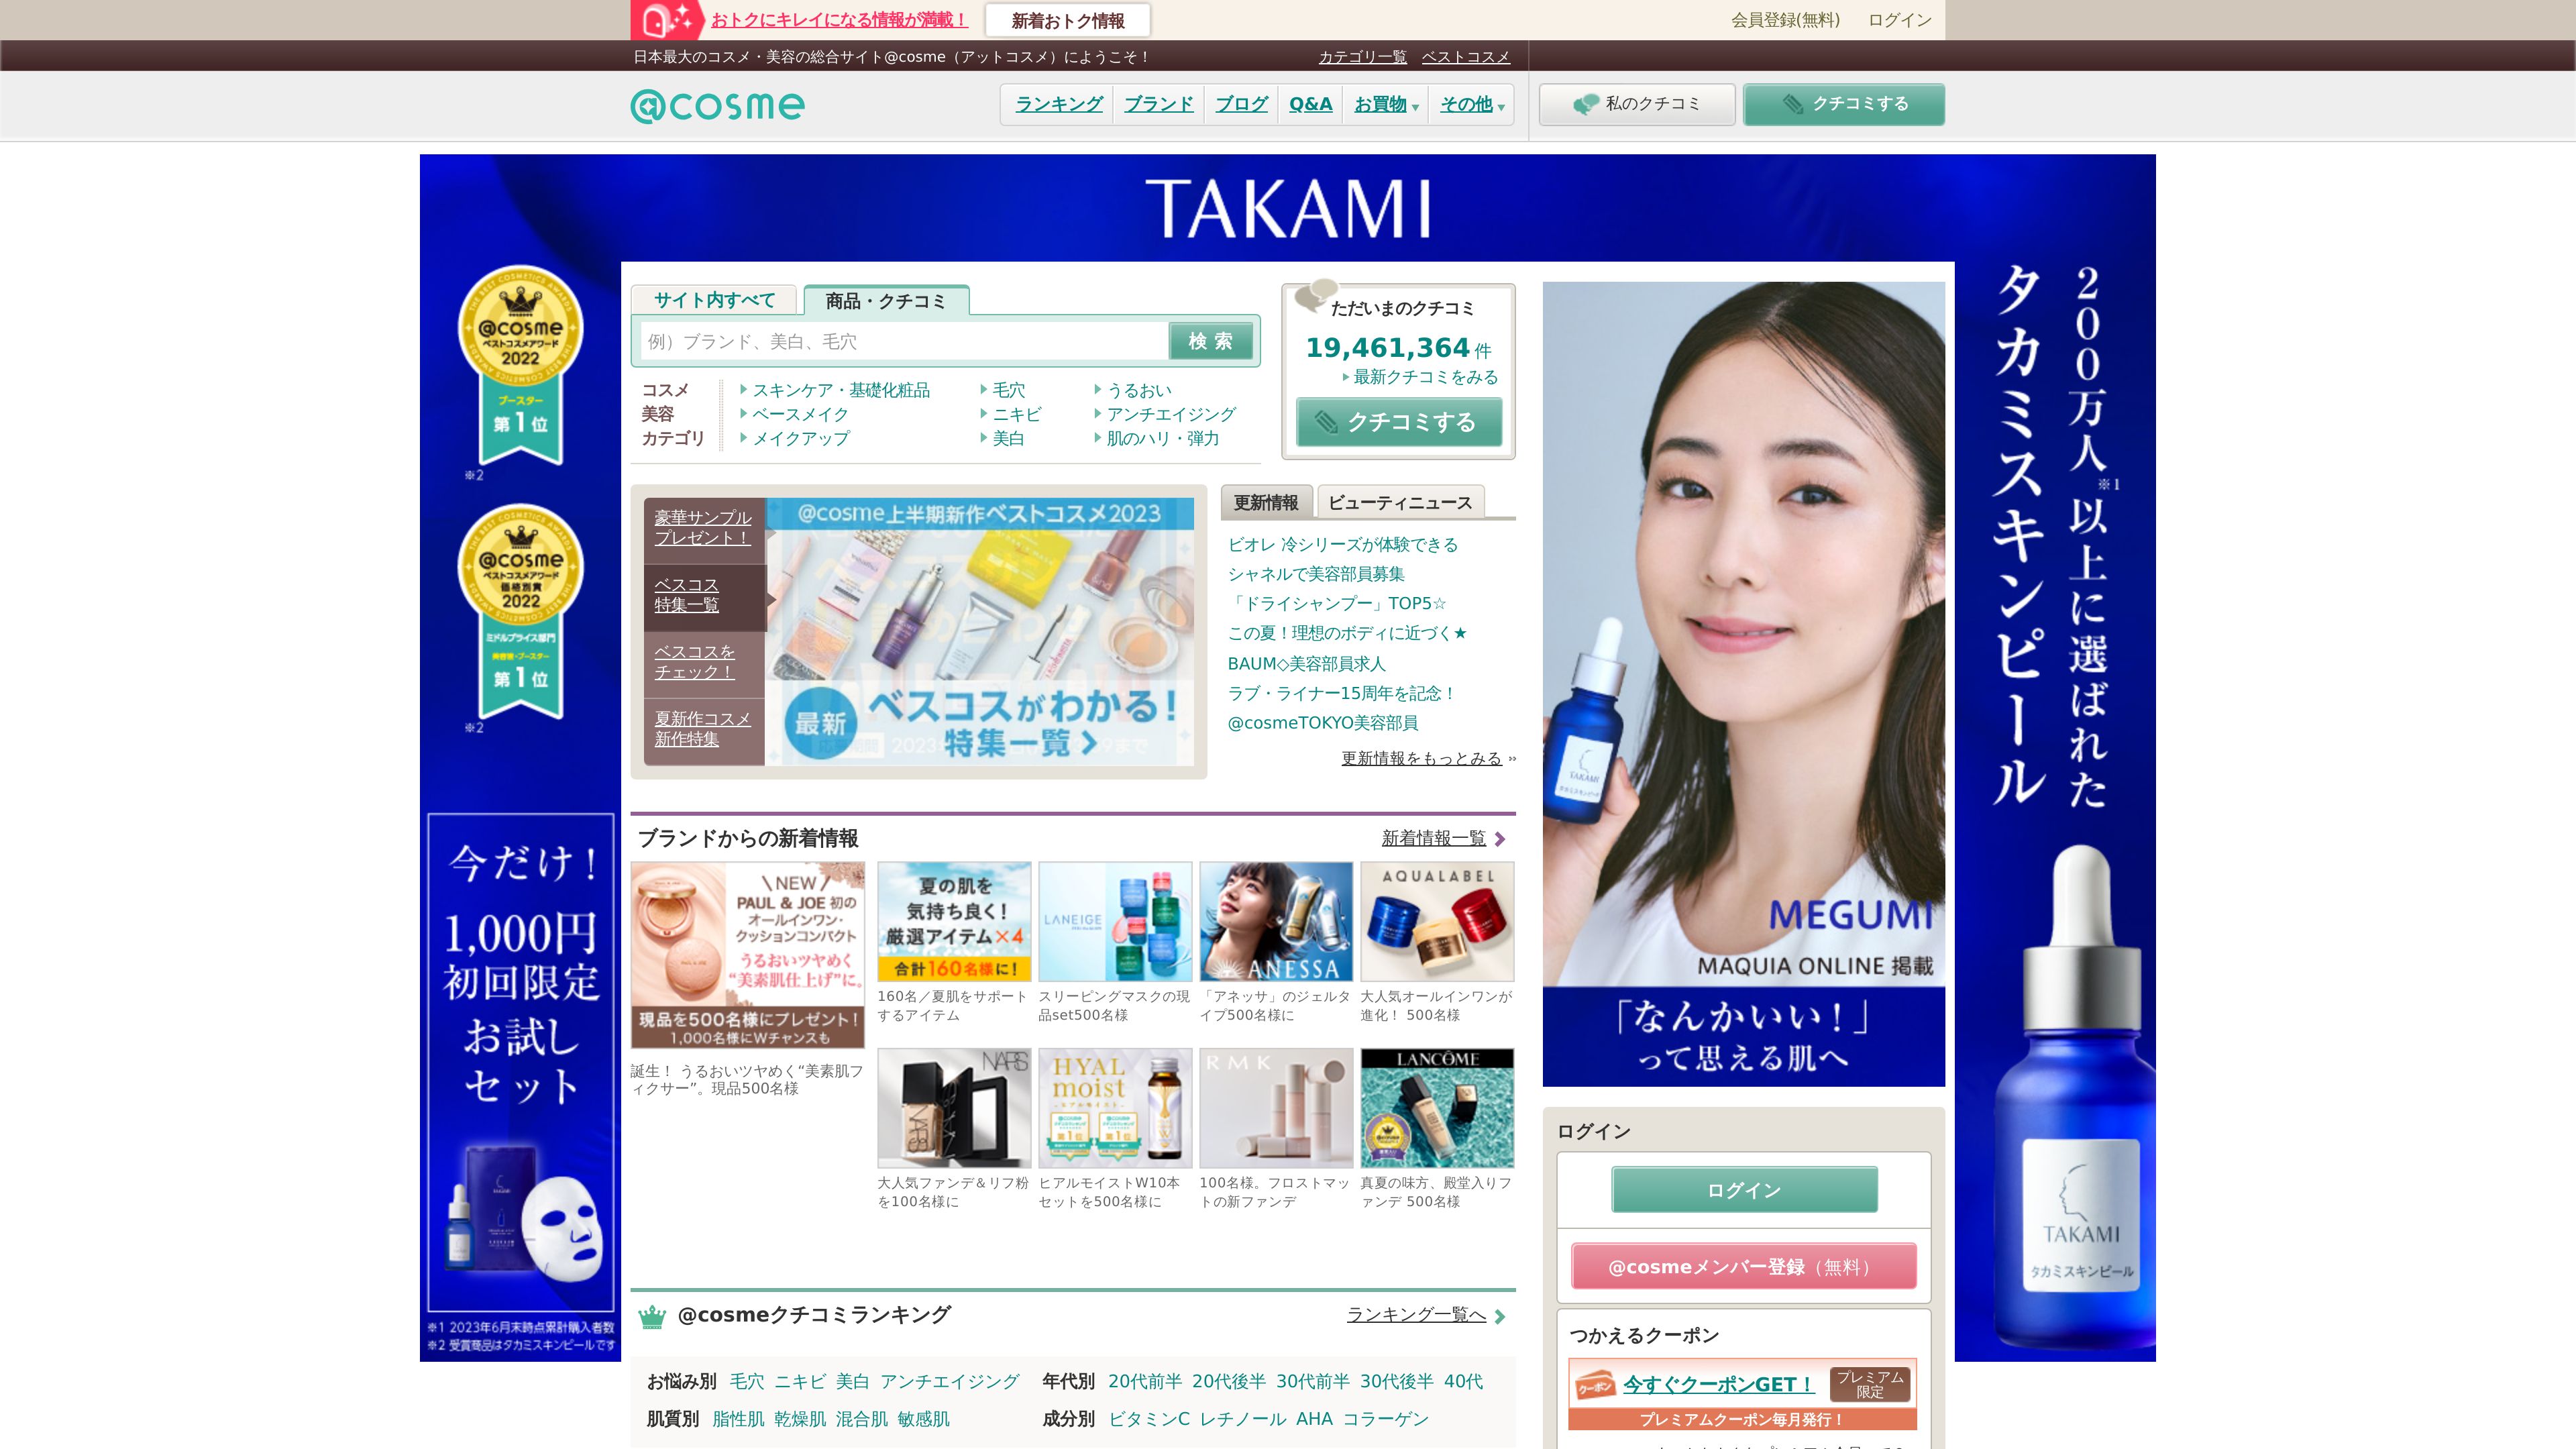 おトクにキレイになる情報が満載！
新着おトク情報
会員登録(無料)
ログイン
日本最大のコスメ・美容の総合サイト@cosme（アットコスメ）にようこそ！
カテゴリ一覧
ベストコスメ
@cosme
ランキング
ブランド
ブログ
Q&A
お買物
その他
私のクチコミ
クチコミする
TAKAMI
@cosme
ベストコスメアワード
2022
ブースター
第1位
※2
@cosme
ベストコスメアワード
価格別賞
2022
ミドルプライス部門
美容液・ブースター
第1位
※2
今だけ！
1,000円
初回限定
お試し
セット
※1 2023年6月末時点累計購入者数
※2 受賞商品はタカミスキンピールです
サイト内すべて
商品・クチコミ
例）ブランド、美白、毛穴
検 索
コスメ
美容
カテゴリ
スキンケア・基礎化粧品
毛穴
うるおい
ベースメイク
ニキビ
アンチエイジング
メイクアップ
美白
肌のハリ・弾力
ただいまのクチコミ
19,461,364 件
最新クチコミをみる
クチコミする
豪華サンプル
プレゼント！
ベスコス
特集一覧
ベスコスを
チェック！
夏新作コスメ
新作特集
@cosme上半期新作ベストコスメ2023
最新
ベスコスがわかる！
特集一覧
更新情報
ビューティニュース
ビオレ 冷シリーズが体験できる
シャネルで美容部員募集
「ドライシャンプー」TOP5☆
この夏！理想のボディに近づく★
BAUM◇美容部員求人
ラブ・ライナー15周年を記念！
@cosmeTOKYO美容部員
更新情報をもっとみる
ブランドからの新着情報
新着情報一覧
\ NEW /
PAUL & JOE 初の
オールインワン・
クッションコンパクト
うるおいツヤめく
“美素肌仕上げ”に。
現品を500名様にプレゼント！
1,000名様にWチャンスも
誕生！ うるおいツヤめく“美素肌フ
ィクサー”。現品500名様
夏の肌を
気持ち良く！
厳選アイテム×4
合計160名様に！
160名／夏肌をサポート
するアイテム
LANEIGE
スリーピングマスクの現
品set500名様
ANESSA
「アネッサ」のジェルタ
イプ500名様に
AQUALABEL
大人気オールインワンが
進化！ 500名様
NARS
NARS
大人気ファンデ＆リフ粉
を100名様に
HYAL
moist
第1位
第1位
ヒアルモイストW10本
セットを500名様に
RMK
100名様。フロストマッ
トの新ファンデ
LANCÔME
真夏の味方、殿堂入りフ
ァンデ 500名様
@cosmeクチコミランキング
ランキング一覧へ
お悩み別 毛穴 ニキビ 美白 アンチエイジング
年代別 20代前半 20代後半 30代前半 30代後半 40代
肌質別 脂性肌 乾燥肌 混合肌 敏感肌
成分別 ビタミンC レチノール AHA コラーゲン
TAKAMI
MEGUMI
MAQUIA ONLINE 掲載
「なんかいい！」
って思える肌へ
ログイン
ログイン
@cosmeメンバー登録（無料）
つかえるクーポン
クーポン
今すぐクーポンGET！
プレミアム
限定
プレミアムクーポン毎月発行！
200万人※1以上に選ばれた
タカミスキンピール
TAKAMI
タカミスキンピール